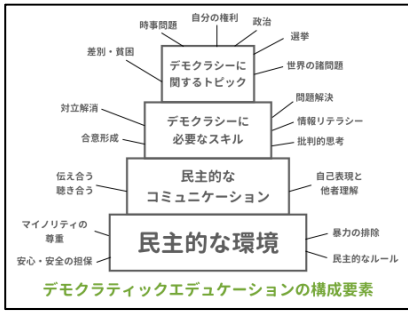 自分の権利
時事問題
政治
選挙
差別・貧困
デモクラシーに
関するトピック
世界の諸問題
対立解消
合意形成
デモクラシーに
必要なスキル
問題解決
情報リテラシー
批判的思考
伝え合う
聴き合う
民主的な
コミュニケーション
自己表現と
他者理解
マイノリティの
尊重
安心・安全の担保
民主的な環境
暴力の排除
民主的なルール
デモクラティックエデュケーションの構成要素